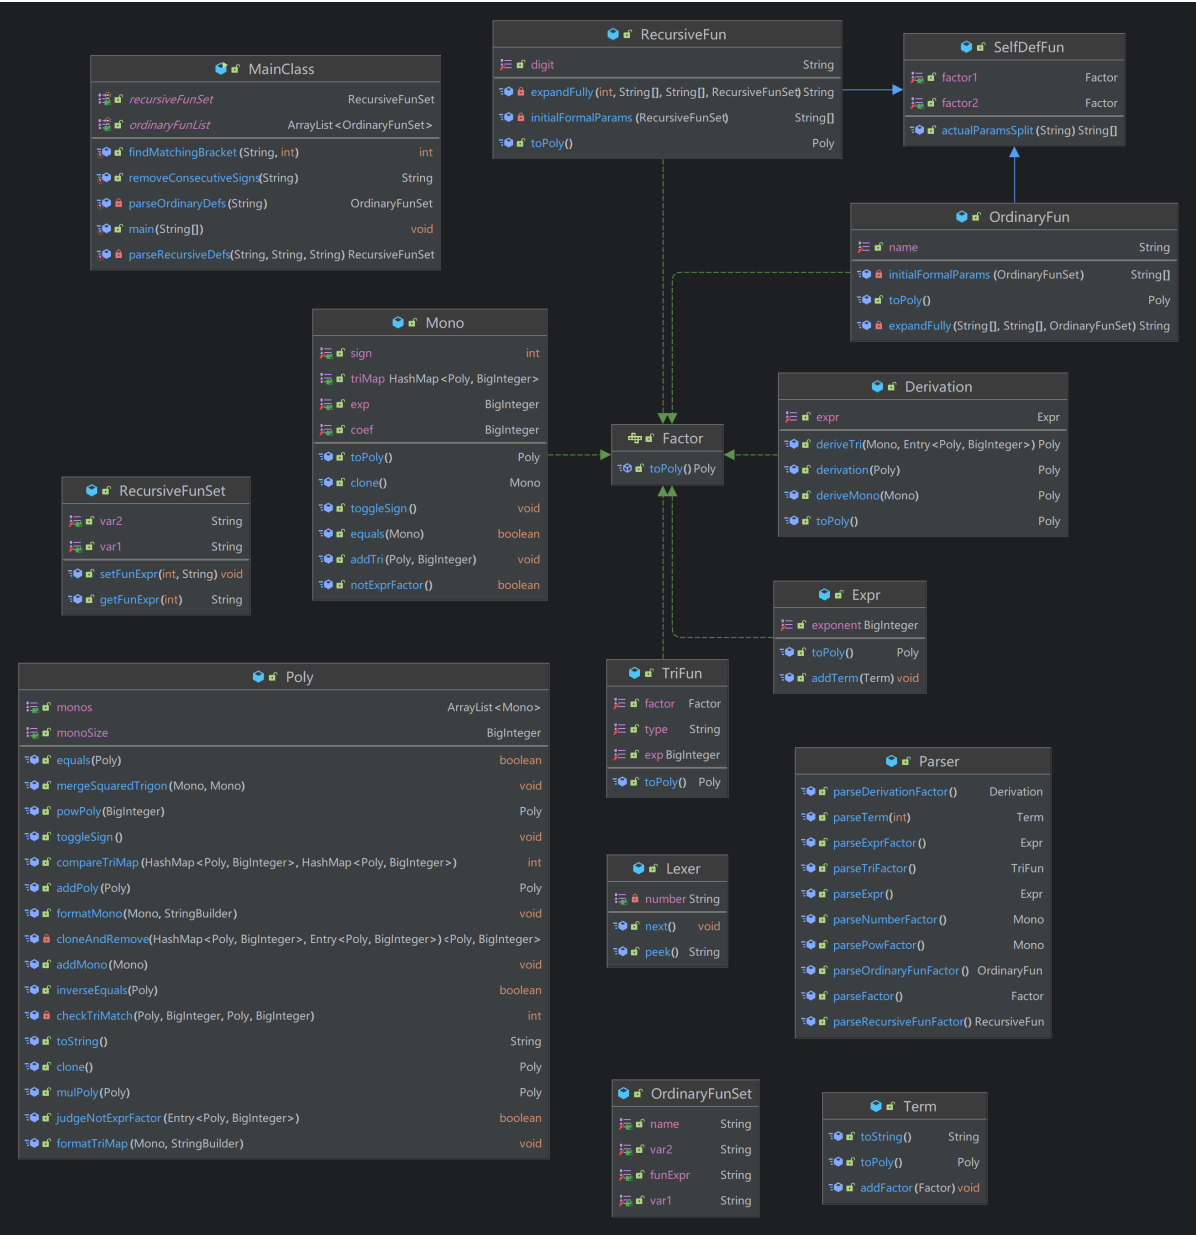 MainClass
recursiveFunSet RecursiveFunSet
ordinaryFunList ArrayList<OrdinaryFunSet>
findMatchingBracket(String, int) int
removeConsecutiveSigns(String) String
parseOrdinaryDefs(String) OrdinaryFunSet
main(String[]) void
parseRecursiveDefs(String, String, String) RecursiveFunSet
RecursiveFun
digit String
expandFully(int, String[], String[], RecursiveFunSet) String
initialFormalParams(RecursiveFunSet) String[]
toPoly() Poly
SelfDefFun
factor1 Factor
factor2 Factor
actualParamsSplit(String) String[]
OrdinaryFun
name String
initialFormalParams(OrdinaryFunSet) String[]
toPoly() Poly
expandFully(String[], String[], OrdinaryFunSet) String
Mono
sign int
triMap HashMap<Poly, BigInteger>
exp BigInteger
coef BigInteger
toPoly() Poly
clone() Mono
toggleSign() void
equals(Mono) boolean
addTri(Poly, BigInteger) void
notExprFactor() boolean
Factor
toPoly() Poly
Derivation
expr Expr
deriveTri(Mono, Entry<Poly, BigInteger>) Poly
derivation(Poly) Poly
deriveMono(Mono) Poly
toPoly() Poly
RecursiveFunSet
var2 String
var1 String
setFunExpr(int, String) void
getFunExpr(int) String
Expr
exponent BigInteger
toPoly() Poly
addTerm(Term) void
Poly
monos ArrayList<Mono>
monoSize BigInteger
equals(Poly) boolean
mergeSquaredTrigon(Mono, Mono) void
powPoly(BigInteger) Poly
toggleSign() void
compareTriMap(HashMap<Poly, BigInteger>, HashMap<Poly, BigInteger>) int
addPoly(Poly) Poly
formatMono(Mono, StringBuilder) void
cloneAndRemove(HashMap<Poly, BigInteger>, Entry<Poly, BigInteger>) <Poly, BigInteger>
addMono(Mono) void
inverseEquals(Poly) boolean
checkTriMatch(Poly, BigInteger, Poly, BigInteger) int
toString() String
clone() Poly
mulPoly(Poly) Poly
judgeNotExprFactor(Entry<Poly, BigInteger>) boolean
formatTriMap(Mono, StringBuilder) void
TriFun
factor Factor
type String
exp BigInteger
toPoly() Poly
Parser
parseDerivationFactor() Derivation
parseTerm(int) Term
parseExprFactor() Expr
parseTriFactor() TriFun
parseExpr() Expr
parseNumberFactor() Mono
parsePowFactor() Mono
parseOrdinaryFunFactor() OrdinaryFun
parseFactor() Factor
parseRecursiveFunFactor() RecursiveFun
Lexer
number String
next() void
peek() String
OrdinaryFunSet
name String
var2 String
funExpr String
var1 String
Term
toString() String
toPoly() Poly
addFactor(Factor) void